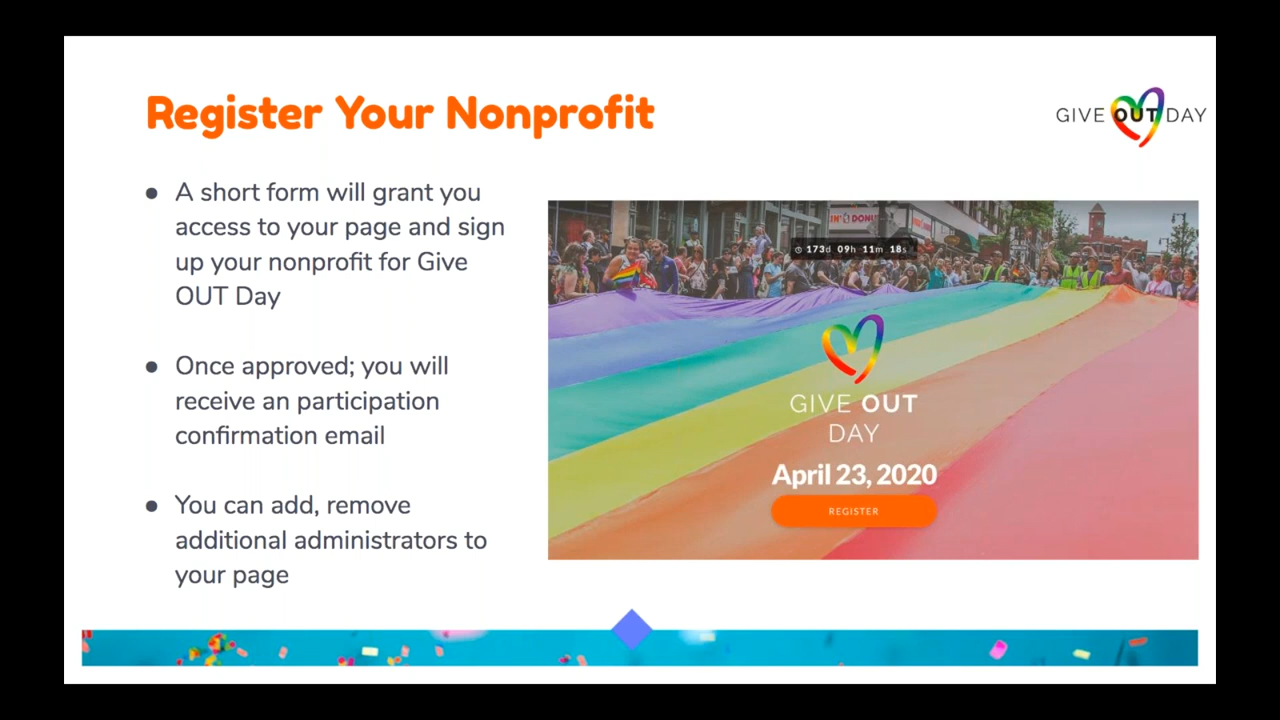 Register Your Nonprofit
GIVE OUT DAY
● A short form will grant you
access to your page and sign
up your nonprofit for Give
OUT Day
● Once approved; you will
receive an participation
confirmation email
● You can add, remove
additional administrators to
your page
IN' DONU
173d 09h 11m 18s
GIVE OUT
DAY
April 23, 2020
REGISTER